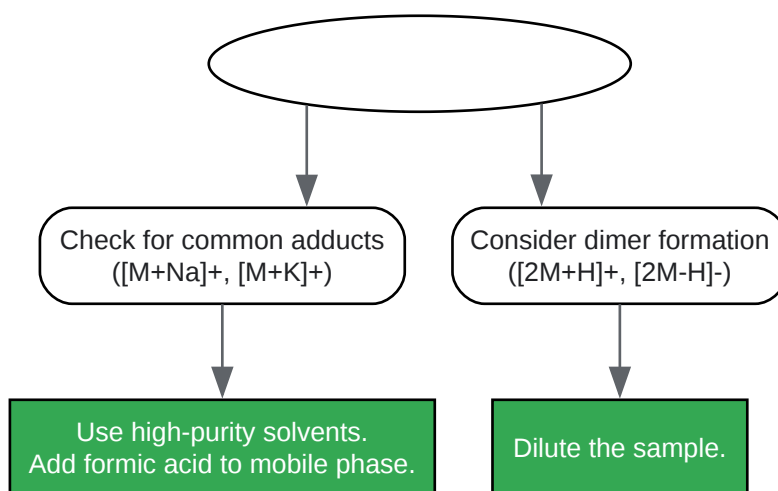 Check for common adducts
([M+Na]+, [M+K]+)
Consider dimer formation
([2M+H]+, [2M-H]-)
Use high-purity solvents.
Add formic acid to mobile phase.
Dilute the sample.